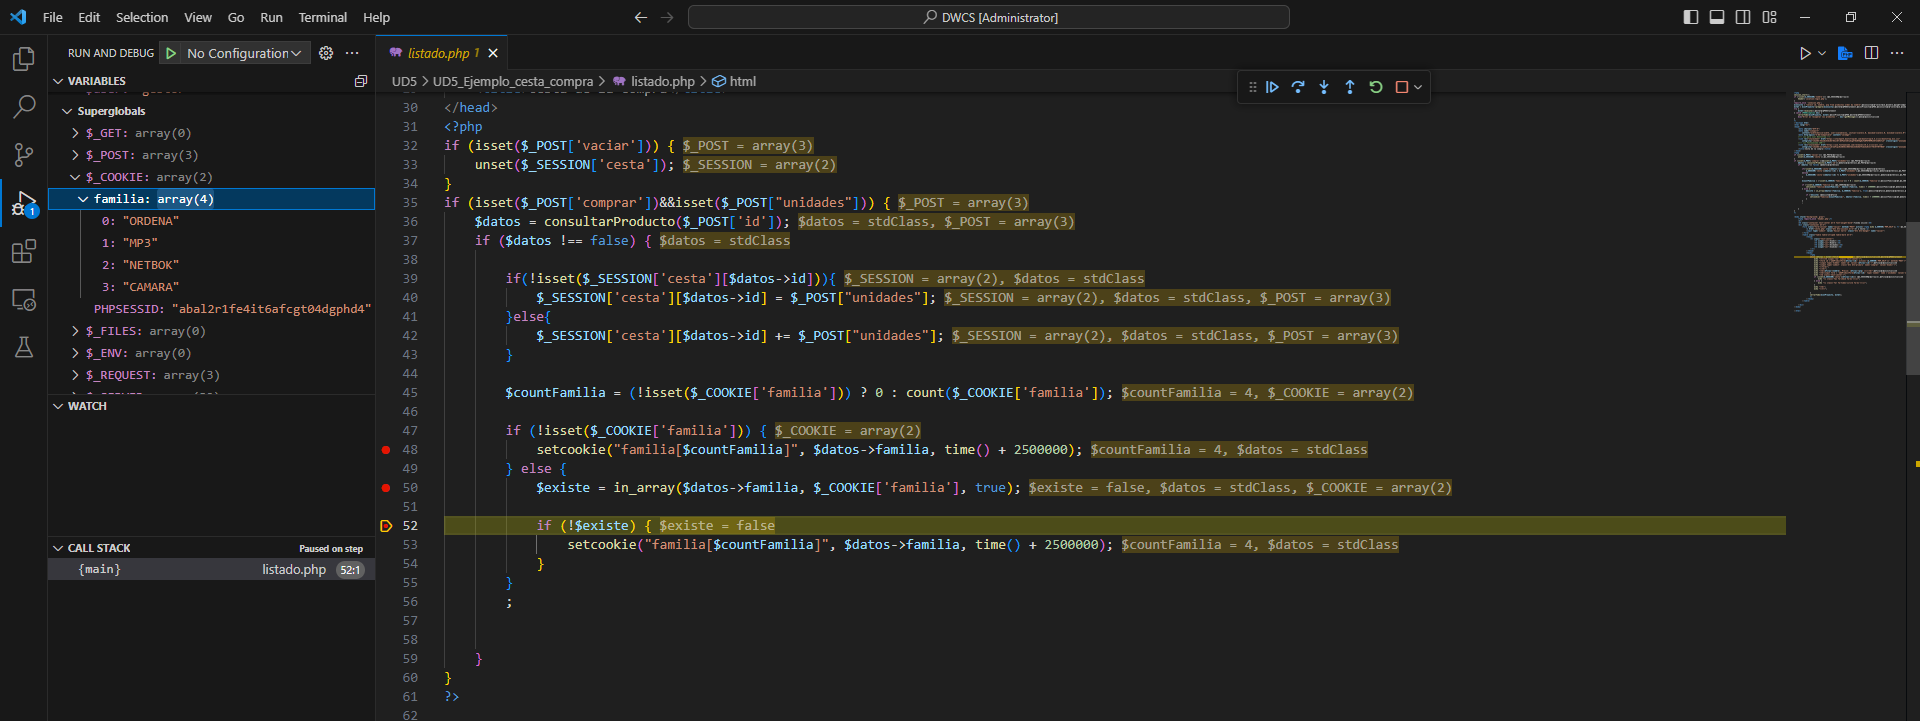 File Edit Selection View Go Run Terminal Help
DWCS [Administrator]
RUN AND DEBUG No Configuration
VARIABLES
Superglobals
$_GET: array(0)
$_POST: array(3)
$_COOKIE: array(2)
familia: array(4)
0: "ORDENA"
1: "MP3"
2: "NETBOK"
3: "CAMARA"
PHPSESSID: "abal2r1fe4it6afcgt04dgphd4"
$_FILES: array(0)
$_ENV: array(0)
$_REQUEST: array(3)
WATCH
CALL STACK Paused on step
{main} listado.php 52:1
1
listado.php 1
UD5 > UD5_Ejemplo_cesta_compra > listado.php > html
30 </head>
31 <?php
32 if (isset($_POST['vaciar'])) { $_POST = array(3)
33 unset($_SESSION['cesta']); $_SESSION = array(2)
34 }
35 if (isset($_POST['comprar'])&&isset($_POST["unidades"])) { $_POST = array(3)
36 $datos = consultarProducto($_POST['id']); $datos = stdClass, $_POST = array(3)
37 if ($datos !== false) { $datos = stdClass
38
39 if(!isset($_SESSION['cesta'][$datos->id])){ $_SESSION = array(2), $datos = stdClass
40 $_SESSION['cesta'][$datos->id] = $_POST["unidades"]; $_SESSION = array(2), $datos = stdClass, $_POST = array(3)
41 }else{
42 $_SESSION['cesta'][$datos->id] += $_POST["unidades"]; $_SESSION = array(2), $datos = stdClass, $_POST = array(3)
43 }
44
45 $countFamilia = (!isset($_COOKIE['familia'])) ? 0 : count($_COOKIE['familia']); $countFamilia = 4, $_COOKIE = array(2)
46
47 if (!isset($_COOKIE['familia'])) { $_COOKIE = array(2)
48 setcookie("familia[$countFamilia]", $datos->familia, time() + 2500000); $countFamilia = 4, $datos = stdClass
49 } else {
50 $existe = in_array($datos->familia, $_COOKIE['familia'], true); $existe = false, $datos = stdClass, $_COOKIE = array(2)
51
52 if (!$existe) { $existe = false
53 setcookie("familia[$countFamilia]", $datos->familia, time() + 2500000); $countFamilia = 4, $datos = stdClass
54 }
55 }
56 ;
57
58
59 }
60 }
61 ?>
62